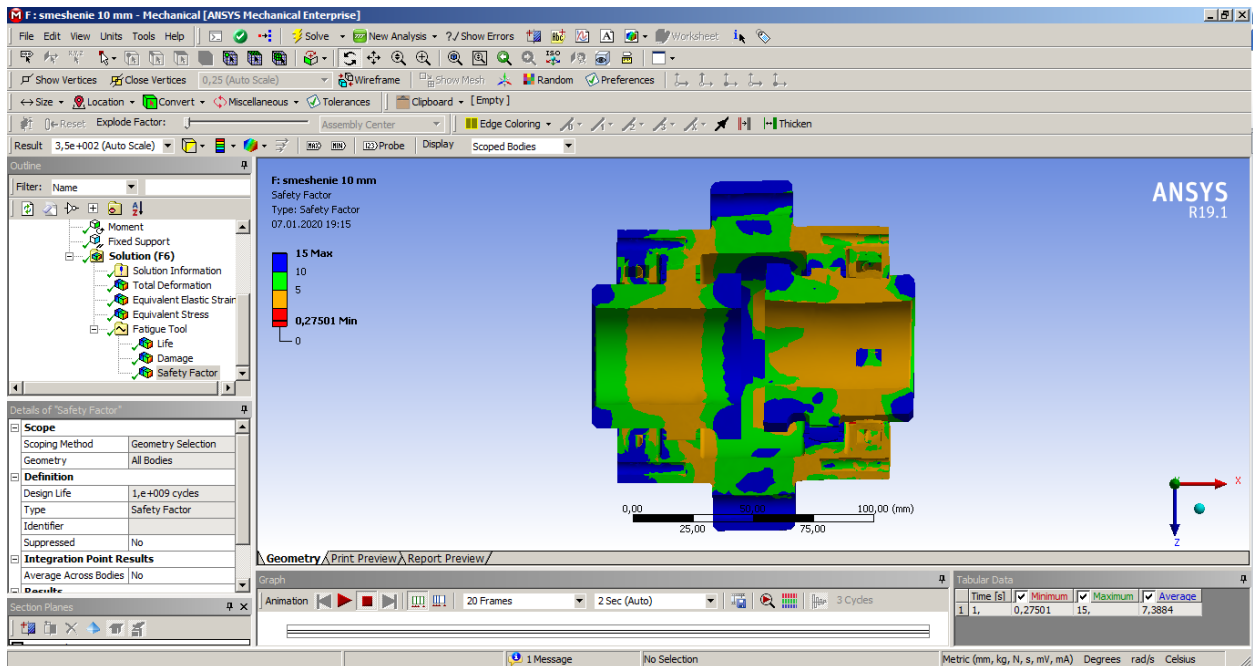 F : smeshenie 10 mm - Mechanical [ANSYS Mechanical Enterprise]
File Edit View Units Tools Help Solve New Analysis ?/ Show Errors Worksheet
Show Vertices Close Vertices 0,25 (Auto Scale) Wireframe Show Mesh Random Preferences
Size Location Convert Miscellaneous Tolerances Clipboard [Empty]
Reset Explode Factor: Assembly Center Edge Coloring Thicken
Result 3,5e+002 (Auto Scale) Probe Display Scoped Bodies
Outline
Filter: Name
Moment
Fixed Support
Solution (F6)
Solution Information
Total Deformation
Equivalent Elastic Strain
Equivalent Stress
Fatigue Tool
Life
Damage
Safety Factor
Details of "Safety Factor"
Scope
Scoping Method Geometry Selection
Geometry All Bodies
Definition
Design Life 1,e+009 cycles
Type Safety Factor
Identifier
Suppressed No
Integration Point Results
Average Across Bodies No
Results
Section Planes
F: smeshenie 10 mm
Safety Factor
Type: Safety Factor
07.01.2020 19:15
15 Max
10
5
0,27501 Min
0
ANSYS
R19.1
0,00 50,00 100,00 (mm)
25,00 75,00
X
Z
Geometry Print Preview Report Preview
Graph
Animation 20 Frames 2 Sec (Auto) 3 Cycles
Tabular Data
Time [s] Minimum Maximum Average
1 1, 0,27501 15, 7,3884
1 Message No Selection Metric (mm, kg, N, s, mV, mA) Degrees rad/s Celsius